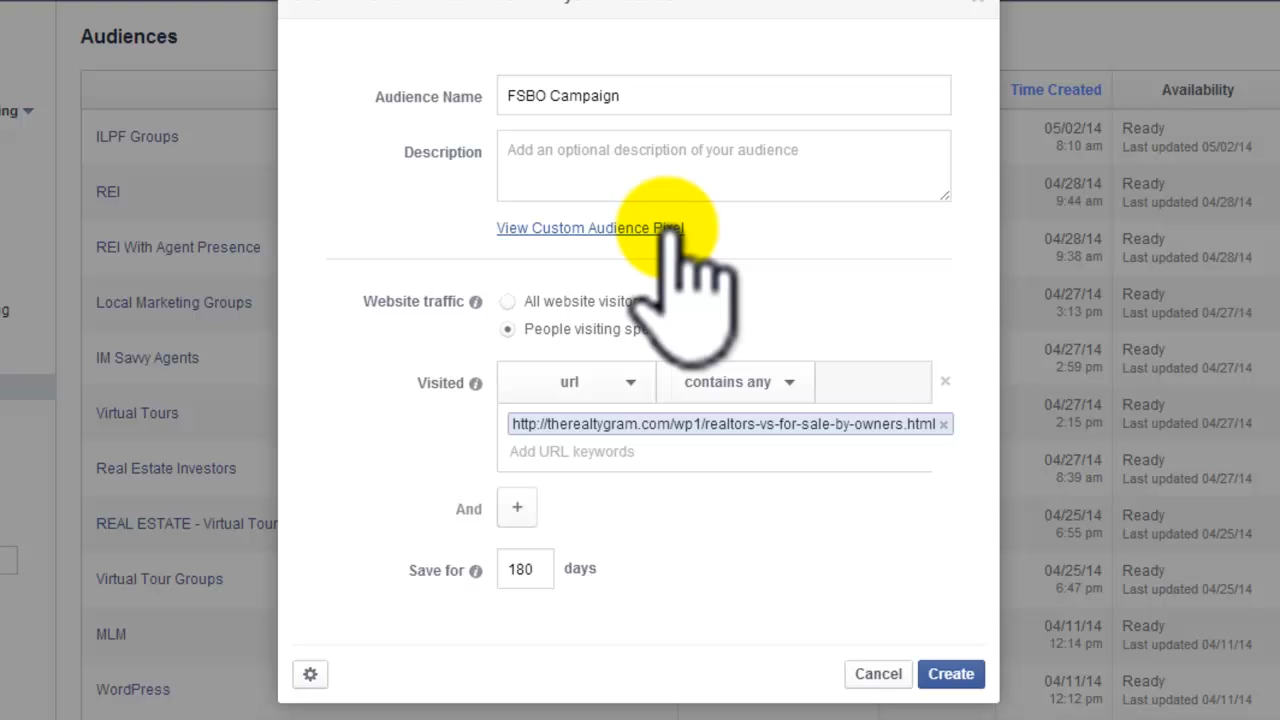 Audiences
ing
g
ILPF Groups
REI
REI With Agent Presence
Local Marketing Groups
IM Savvy Agents
Virtual Tours
Real Estate Investors
REAL ESTATE - Virtual Tour
Virtual Tour Groups
MLM
WordPress
Audience Name
FSBO Campaign
Description
Add an optional description of your audience
View Custom Audience Pixel
Website traffic
All website visitors
People visiting
Visited
url
contains any
http://therealtygram.com/wp1/realtors-vs-for-sale-by-owners.html
Add URL keywords
And
+
Save for
180 days
Cancel
Create
Time Created
Availability
05/02/14
8:10 am
Ready
Last updated 05/02/14
04/28/14
9:44 am
Ready
Last updated 04/28/14
04/28/14
9:38 am
Ready
Last updated 04/28/14
04/27/14
3:13 pm
Ready
Last updated 04/27/14
04/27/14
2:59 pm
Ready
Last updated 04/27/14
04/27/14
2:15 pm
Ready
Last updated 04/27/14
04/27/14
8:39 am
Ready
Last updated 04/27/14
04/25/14
6:55 pm
Ready
Last updated 04/25/14
04/25/14
6:47 pm
Ready
Last updated 04/25/14
04/11/14
12:14 pm
Ready
Last updated 04/11/14
04/11/14
12:12 pm
Ready
Last updated 04/11/14